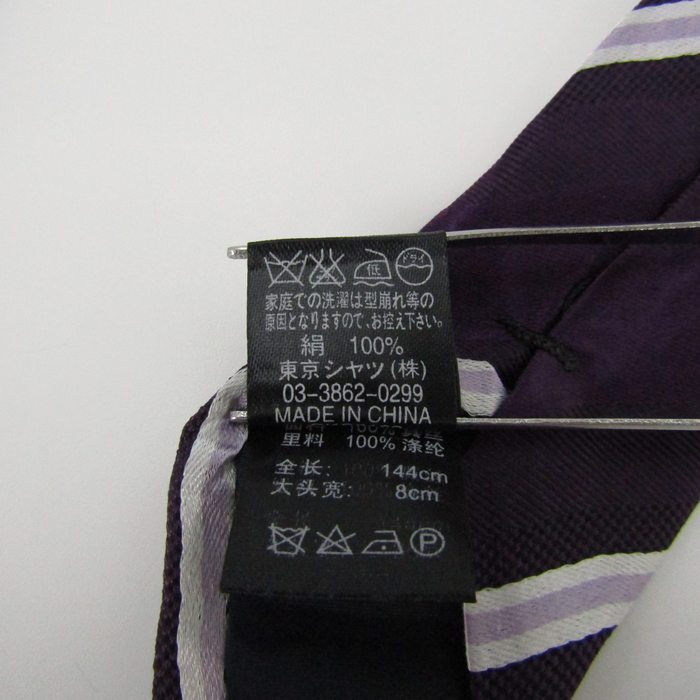 低 ドライ
家庭での洗濯は型崩れ等の
原因となりますので、お控え下さい。
絹 100%
東京シャツ(株)
03-3862-0299
MADE IN CHINA
里料 100% 涤纶
全长: 144cm
大头宽: 8cm
P